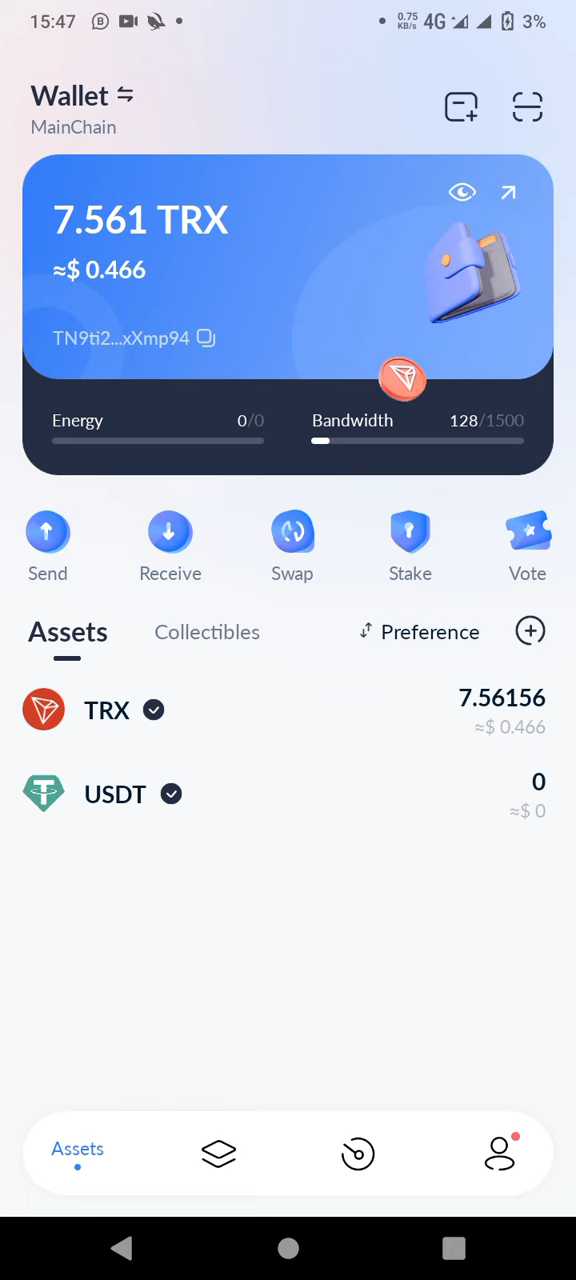 15:47 0.75 KB/s 4G 3%
Wallet
MainChain
7.561 TRX
≈$ 0.466
TN9ti2...xXmp94
Energy 0/0 Bandwidth 128/1500
Send Receive Swap Stake Vote
Assets Collectibles Preference
TRX 7.56156
≈$ 0.466
USDT 0
≈$ 0
Assets